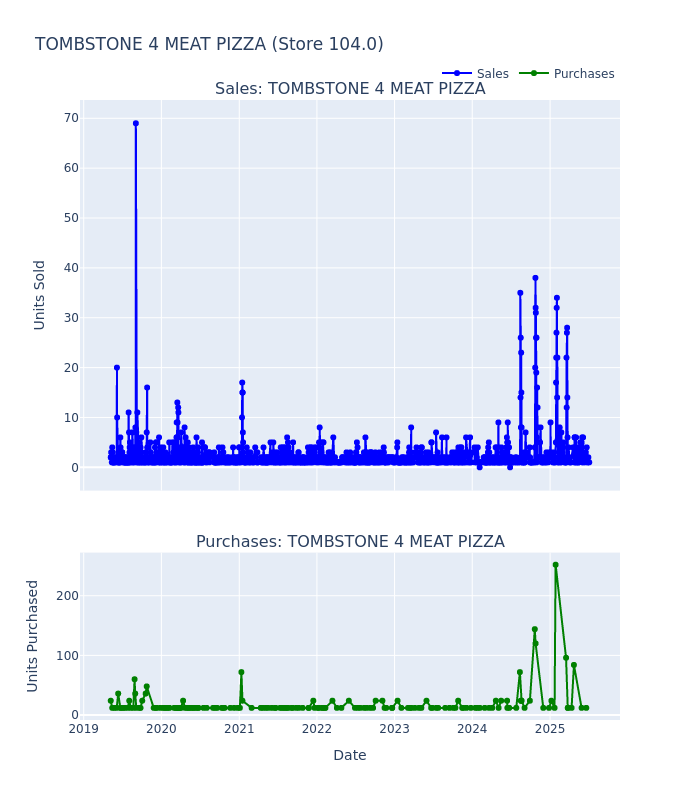 TOMBSTONE 4 MEAT PIZZA (Store 104.0)
Sales
Purchases
Sales: TOMBSTONE 4 MEAT PIZZA
70
60
50
40
30
20
10
0
Units Sold
Purchases: TOMBSTONE 4 MEAT PIZZA
200
100
0
Units Purchased
2019
2020
2021
2022
2023
2024
2025
Date